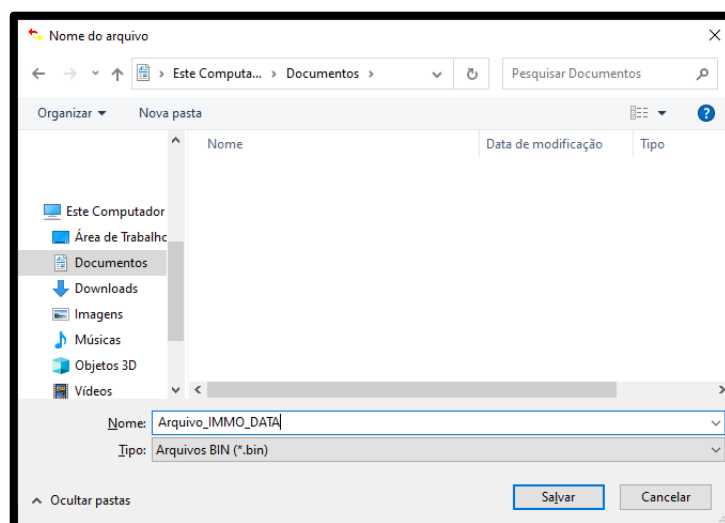 Nome do arquivo
Este Computa... > Documentos >
Pesquisar Documentos
Organizar
Nova pasta
Nome
Data de modificação
Tipo
Este Computador
Área de Trabalhc
Documentos
Downloads
Imagens
Músicas
Objetos 3D
Vídeos
Nome: Arquivo_IMMO_DATA
Tipo: Arquivos BIN (*.bin)
Ocultar pastas
Salvar
Cancelar